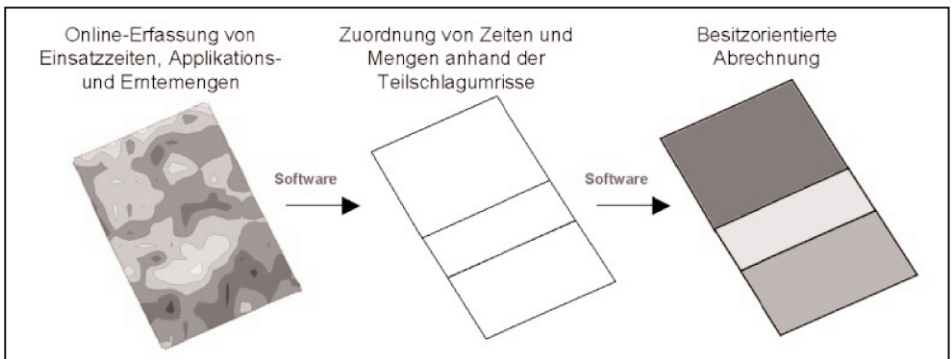 Online-Erfassung von
Einsatzzeiten, Applikations-
und Erntemengen
Zuordnung von Zeiten und
Mengen anhand der
Teilschlagumrisse
Besitzorientierte
Abrechnung
Software
Software